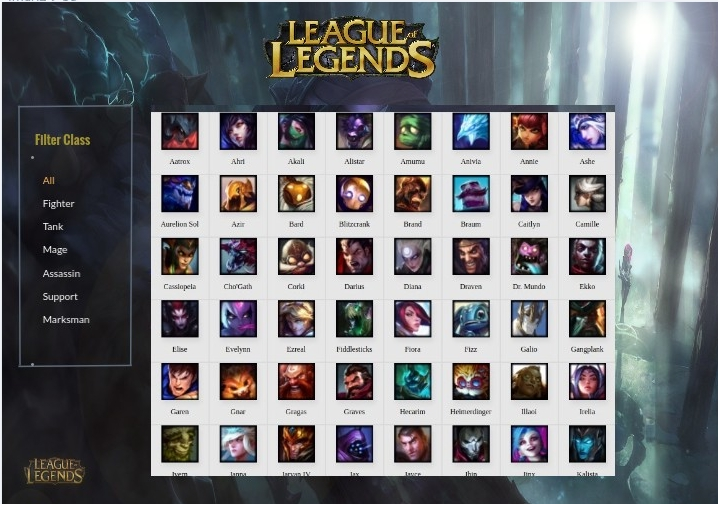 LEAGUE of
LEGENDS
Filter Class
All
Fighter
Tank
Mage
Assassin
Support
Marksman
Aatrox Ahri Akali Alistar Amumu Anivia Annie Ashe
Aurelion Sol Azir Bard Blitzcrank Brand Braum Caitlyn Camille
Cassiopeia Cho'Gath Corki Darius Diana Draven Dr. Mundo Ekko
Elise Evelynn Ezreal Fiddlesticks Fiora Fizz Galio Gangplank
Garen Gnar Gragas Graves Hecarim Heimerdinger Illaoi Irelia
Ivern Janna Jarvan IV Jax Jayce Jhin Jinx Kalista
LEAGUE of
LEGENDS